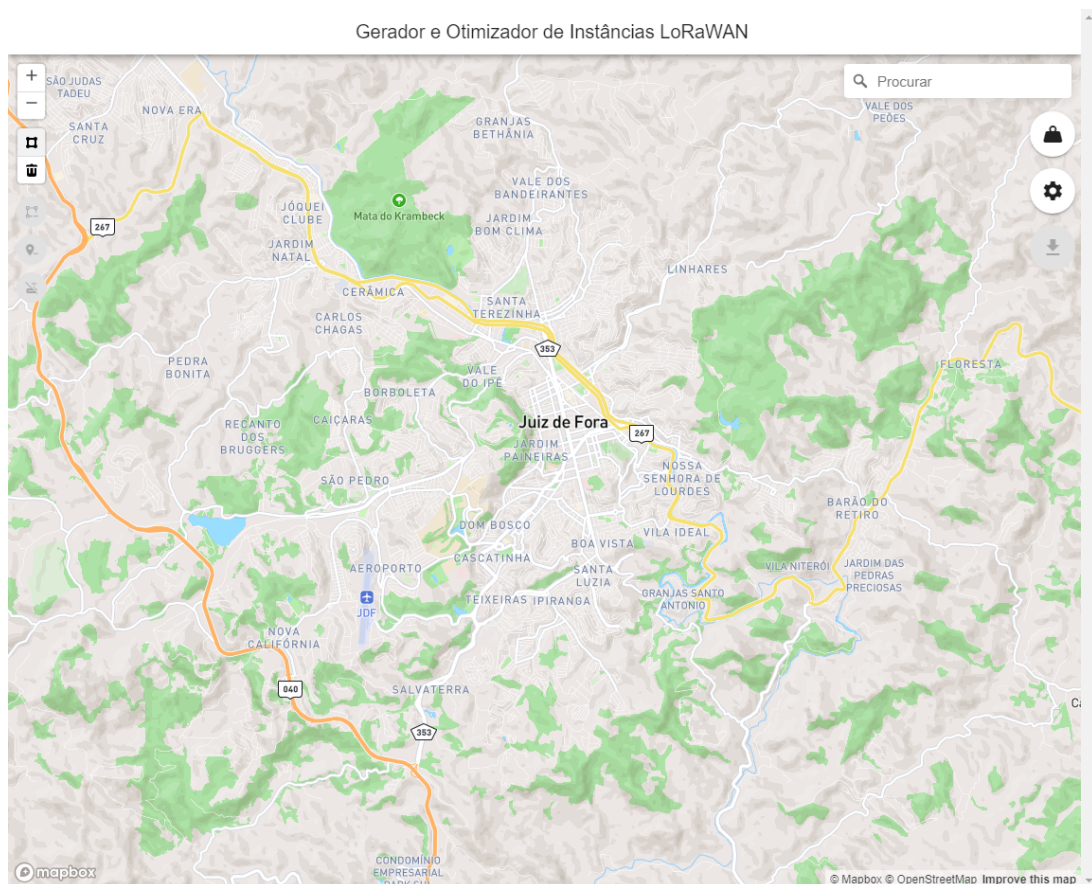 Gerador e Otimizador de Instâncias LoRaWAN
+
−
Procurar
SÃO JUDAS
TADEU
NOVA ERA
SANTA
CRUZ
GRANJAS
BETHÂNIA
VALE DOS
PEÕES
VALE DOS
BANDEIRANTES
JÓQUEI
CLUBE
Mata do Krambeck
JARDIM
BOM CLIMA
267
JARDIM
NATAL
LINHARES
CERÂMICA
SANTA
TEREZINHA
CARLOS
CHAGAS
353
PEDRA
BONITA
VALE
DO IPÊ
FLORESTA
BORBOLETA
RECANTO
DOS
BRUGGERS
CAIÇARAS
Juiz de Fora
267
JARDIM
PAINEIRAS
SÃO PEDRO
NOSSA
SENHORA DE
LOURDES
BARÃO DO
RETIRO
DOM BOSCO
VILA IDEAL
BOA VISTA
CASCATINHA
AEROPORTO
SANTA
LUZIA
VILA NITERÓI
JARDIM DAS
PEDRAS
PRECIOSAS
JDF
TEIXEIRAS
IPIRANGA
GRANJAS SANTO
ANTONIO
NOVA
CALIFÓRNIA
040
SALVATERRA
353
CONDOMÍNIO
EMPRESARIAL
mapbox
© Mapbox © OpenStreetMap Improve this map